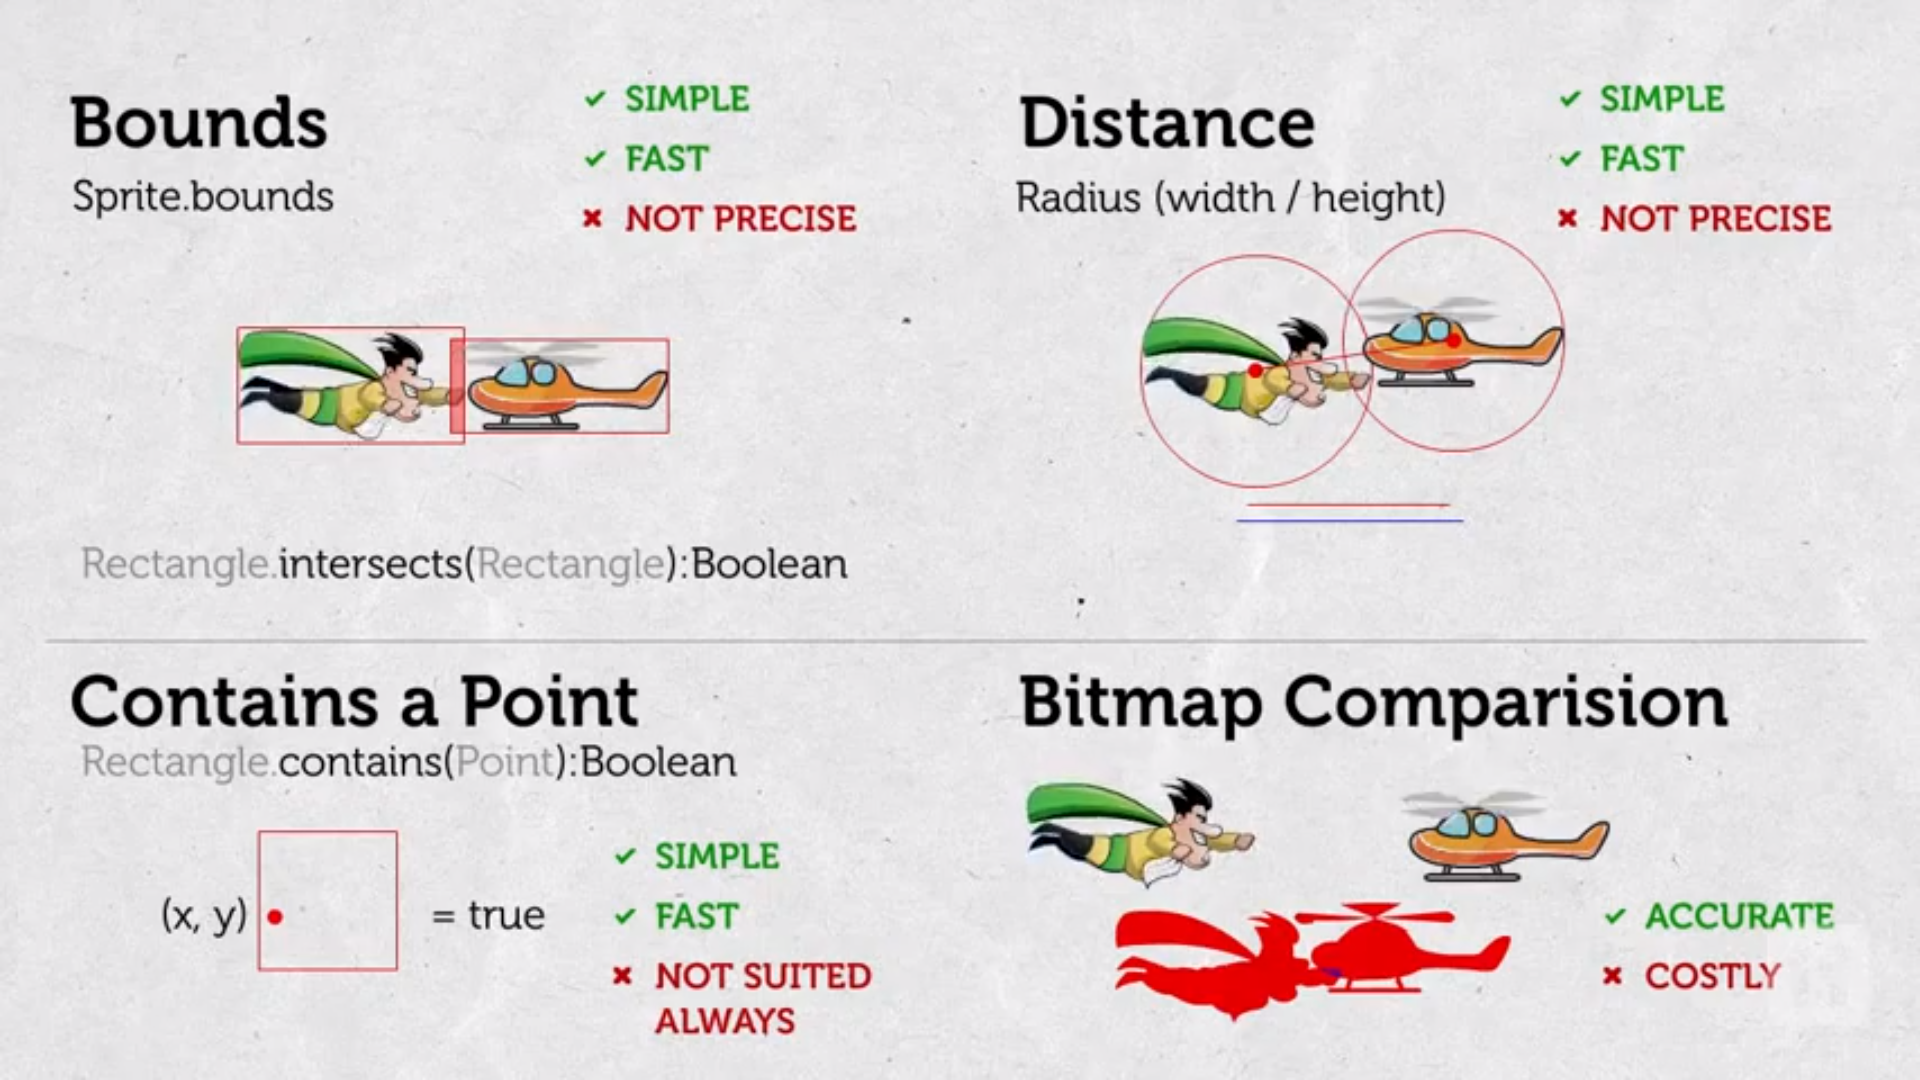 Bounds
Sprite.bounds
✓ SIMPLE
✓ FAST
✗ NOT PRECISE
Rectangle.intersects(Rectangle):Boolean
Distance
Radius (width / height)
✓ SIMPLE
✓ FAST
✗ NOT PRECISE
Contains a Point
Rectangle.contains(Point):Boolean
(x, y) = true
✓ SIMPLE
✓ FAST
✗ NOT SUITED
ALWAYS
Bitmap Comparision
✓ ACCURATE
✗ COSTLY